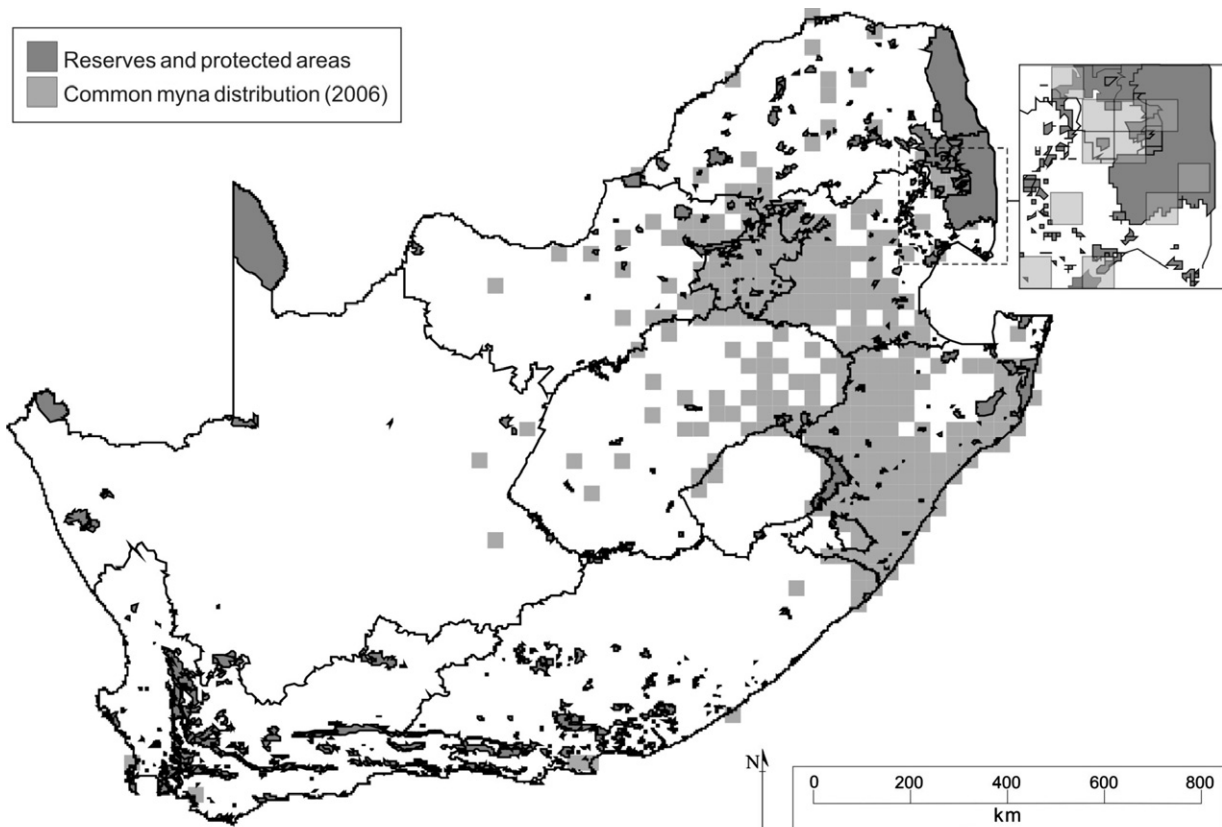 Reserves and protected areas
Common myna distribution (2006)
N
0 200 400 600 800
km